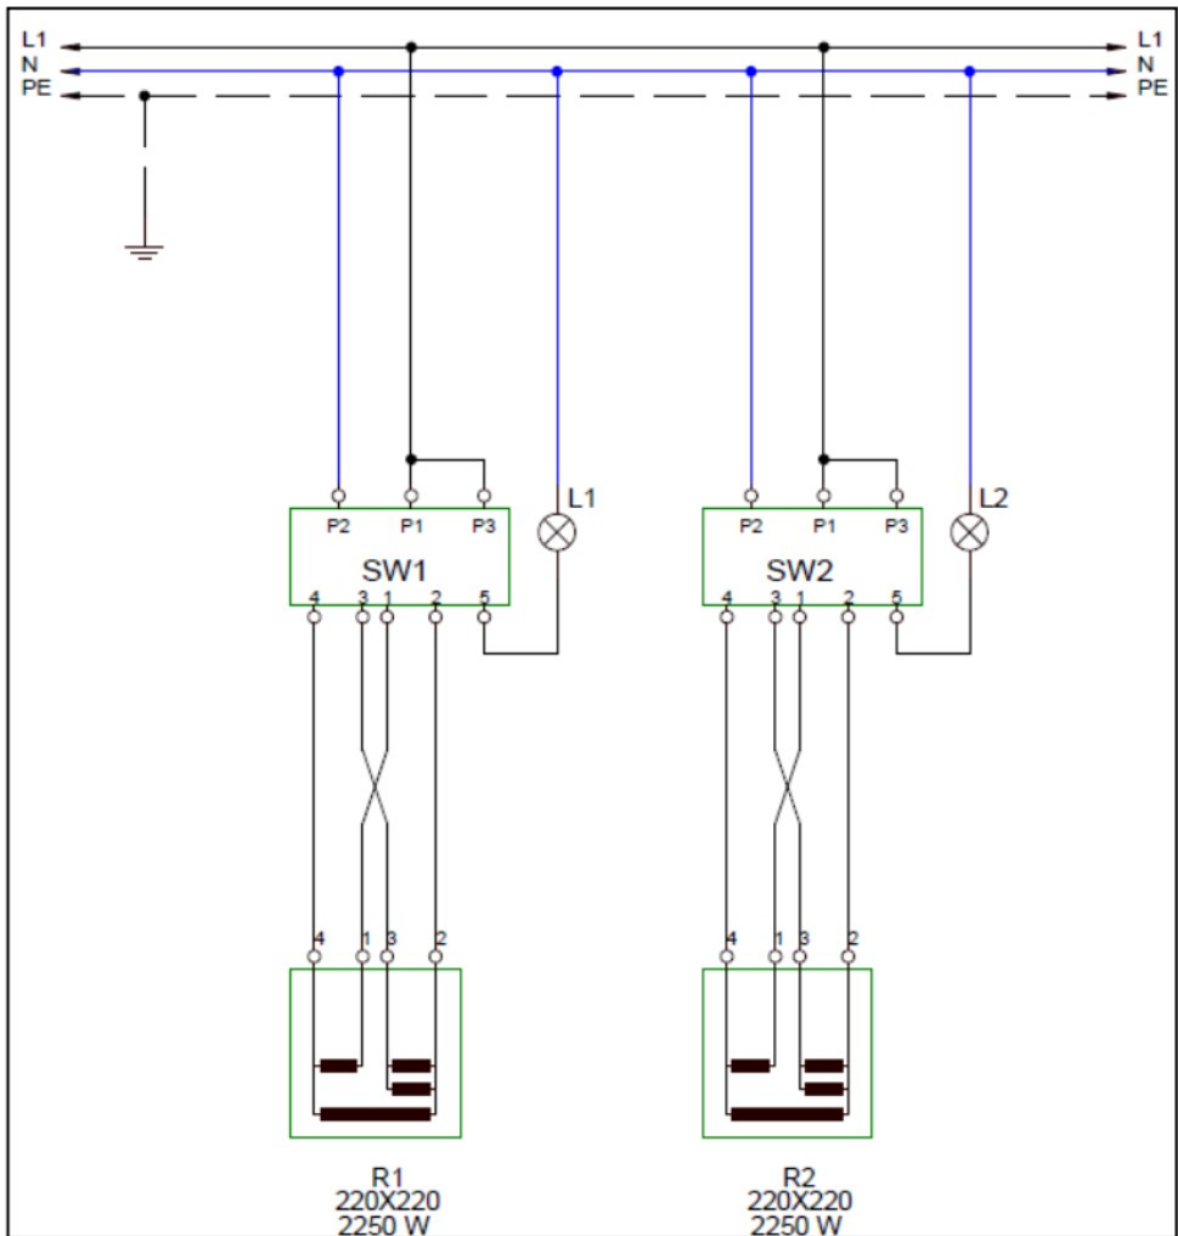 L1 L1
N N
PE PE
L1 L2
P2 P1 P3 P2 P1 P3
SW1 SW2
4 3 1 2 5 4 3 1 2 5
4 1 3 2 4 1 3 2
R1 R2
220X220 220X220
2250 W 2250 W